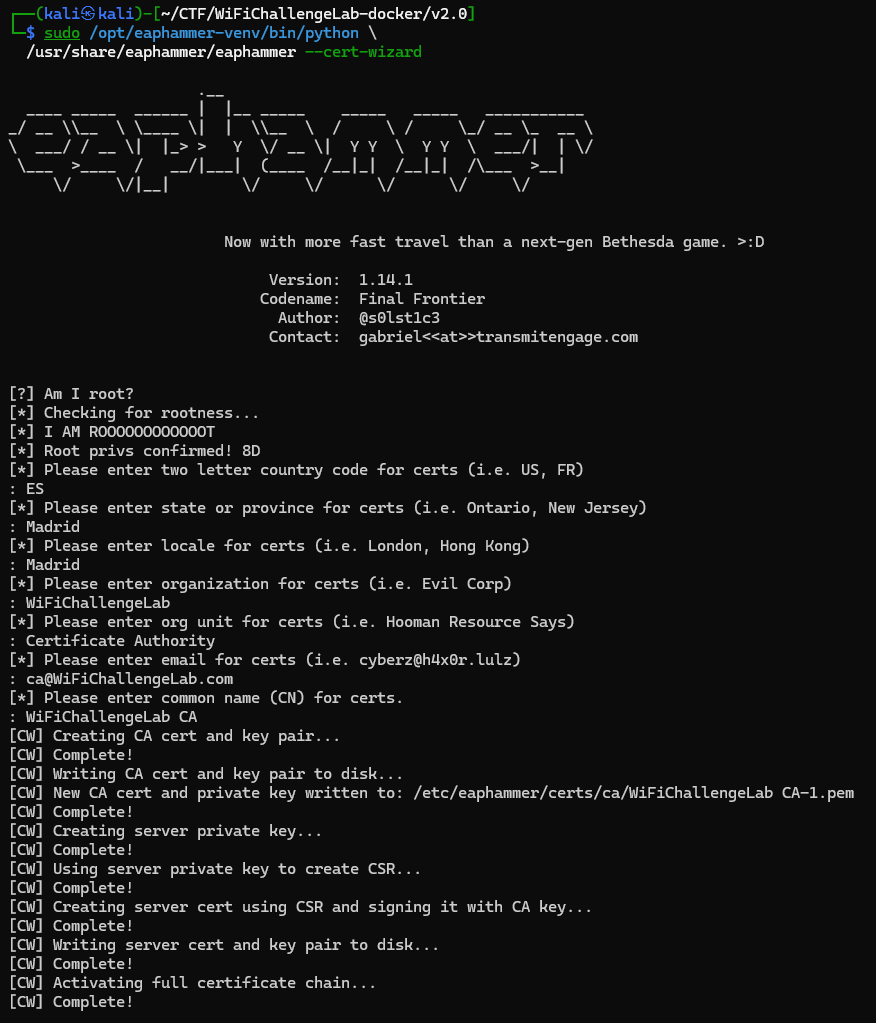 ┌──(kali㉿kali)-[~/CTF/WiFiChallengeLab-docker/v2.0]
└─$ sudo /opt/eaphammer-venv/bin/python \
  /usr/share/eaphammer/eaphammer --cert-wizard
eaphammer
Now with more fast travel than a next-gen Bethesda game. >:D
Version:  1.14.1
Codename:  Final Frontier
Author:  @s0lst1c3
Contact:  gabriel<<at>>transmitengage.com
[?] Am I root?
[*] Checking for rootness...
[*] I AM ROOOOOOOOOOOOT
[*] Root privs confirmed! 8D
[*] Please enter two letter country code for certs (i.e. US, FR)
: ES
[*] Please enter state or province for certs (i.e. Ontario, New Jersey)
: Madrid
[*] Please enter locale for certs (i.e. London, Hong Kong)
: Madrid
[*] Please enter organization for certs (i.e. Evil Corp)
: WiFiChallengeLab
[*] Please enter org unit for certs (i.e. Hooman Resource Says)
: Certificate Authority
[*] Please enter email for certs (i.e. cyberz@h4x0r.lulz)
: ca@WiFiChallengeLab.com
[*] Please enter common name (CN) for certs.
: WiFiChallengeLab CA
[CW] Creating CA cert and key pair...
[CW] Complete!
[CW] Writing CA cert and key pair to disk...
[CW] New CA cert and private key written to: /etc/eaphammer/certs/ca/WiFiChallengeLab CA-1.pem
[CW] Complete!
[CW] Creating server private key...
[CW] Complete!
[CW] Using server private key to create CSR...
[CW] Complete!
[CW] Creating server cert using CSR and signing it with CA key...
[CW] Complete!
[CW] Writing server cert and key pair to disk...
[CW] Complete!
[CW] Activating full certificate chain...
[CW] Complete!